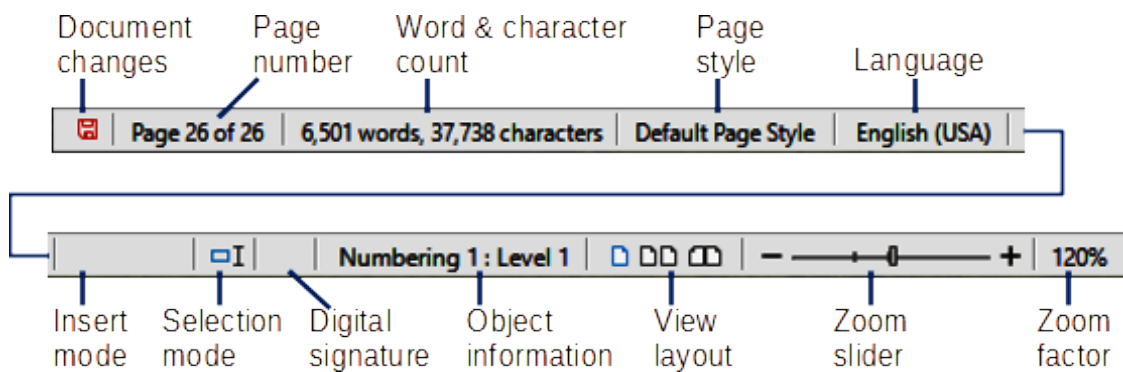 Document Page Word & character Page
changes number count style Language
Page 26 of 26 6,501 words, 37,738 characters Default Page Style English (USA)
Numbering 1 : Level 1 120%
Insert Selection Digital Object View Zoom Zoom
mode mode signature information layout slider factor